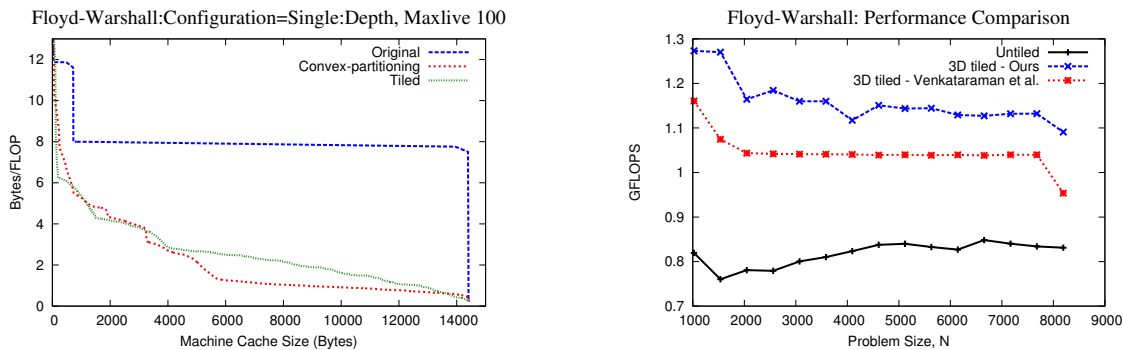 Floyd-Warshall:Configuration=Single:Depth, Maxlive 100
Bytes/FLOP
12
10
8
6
4
2
0
Original
Convex-partitioning
Tiled
0 2000 4000 6000 8000 10000 12000 14000
Machine Cache Size (Bytes)
Floyd-Warshall: Performance Comparison
GFLOPS
1.3
1.2
1.1
1
0.9
0.8
0.7
Untiled
3D tiled - Ours
3D tiled - Venkataraman et al.
1000 2000 3000 4000 5000 6000 7000 8000 9000
Problem Size, N